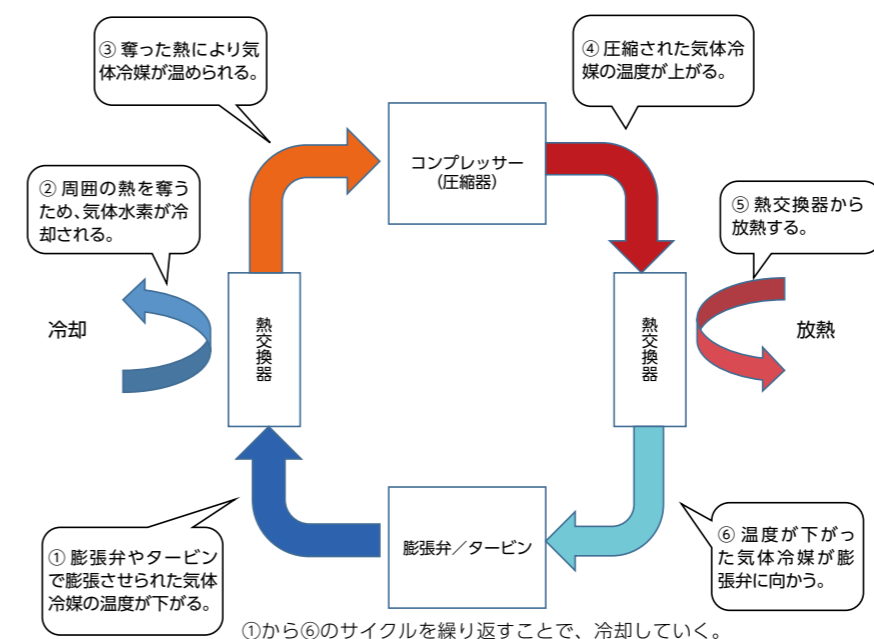 ③ 奪った熱により気
体冷媒が温められる。
④ 圧縮された気体冷
媒の温度が上がる。
コンプレッサー
(圧縮器)
② 周囲の熱を奪う
ため、気体水素が冷
却される。
⑤ 熱交換器から
放熱する。
冷却
熱交換器
熱交換器
放熱
① 膨張弁やタービン
で膨張させられた気体
冷媒の温度が下がる。
膨張弁／タービン
⑥ 温度が下がっ
た気体冷媒が膨
張弁に向かう。
①から⑥のサイクルを繰り返すことで、冷却していく。